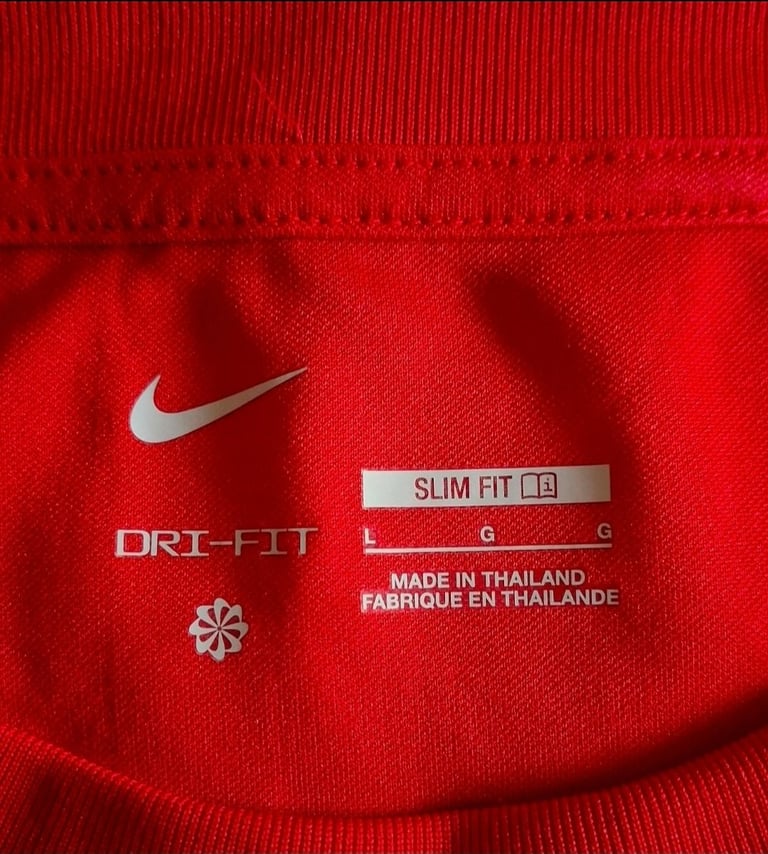 DRI-FIT
SLIM FIT
L G G
MADE IN THAILAND
FABRIQUE EN THAILANDE